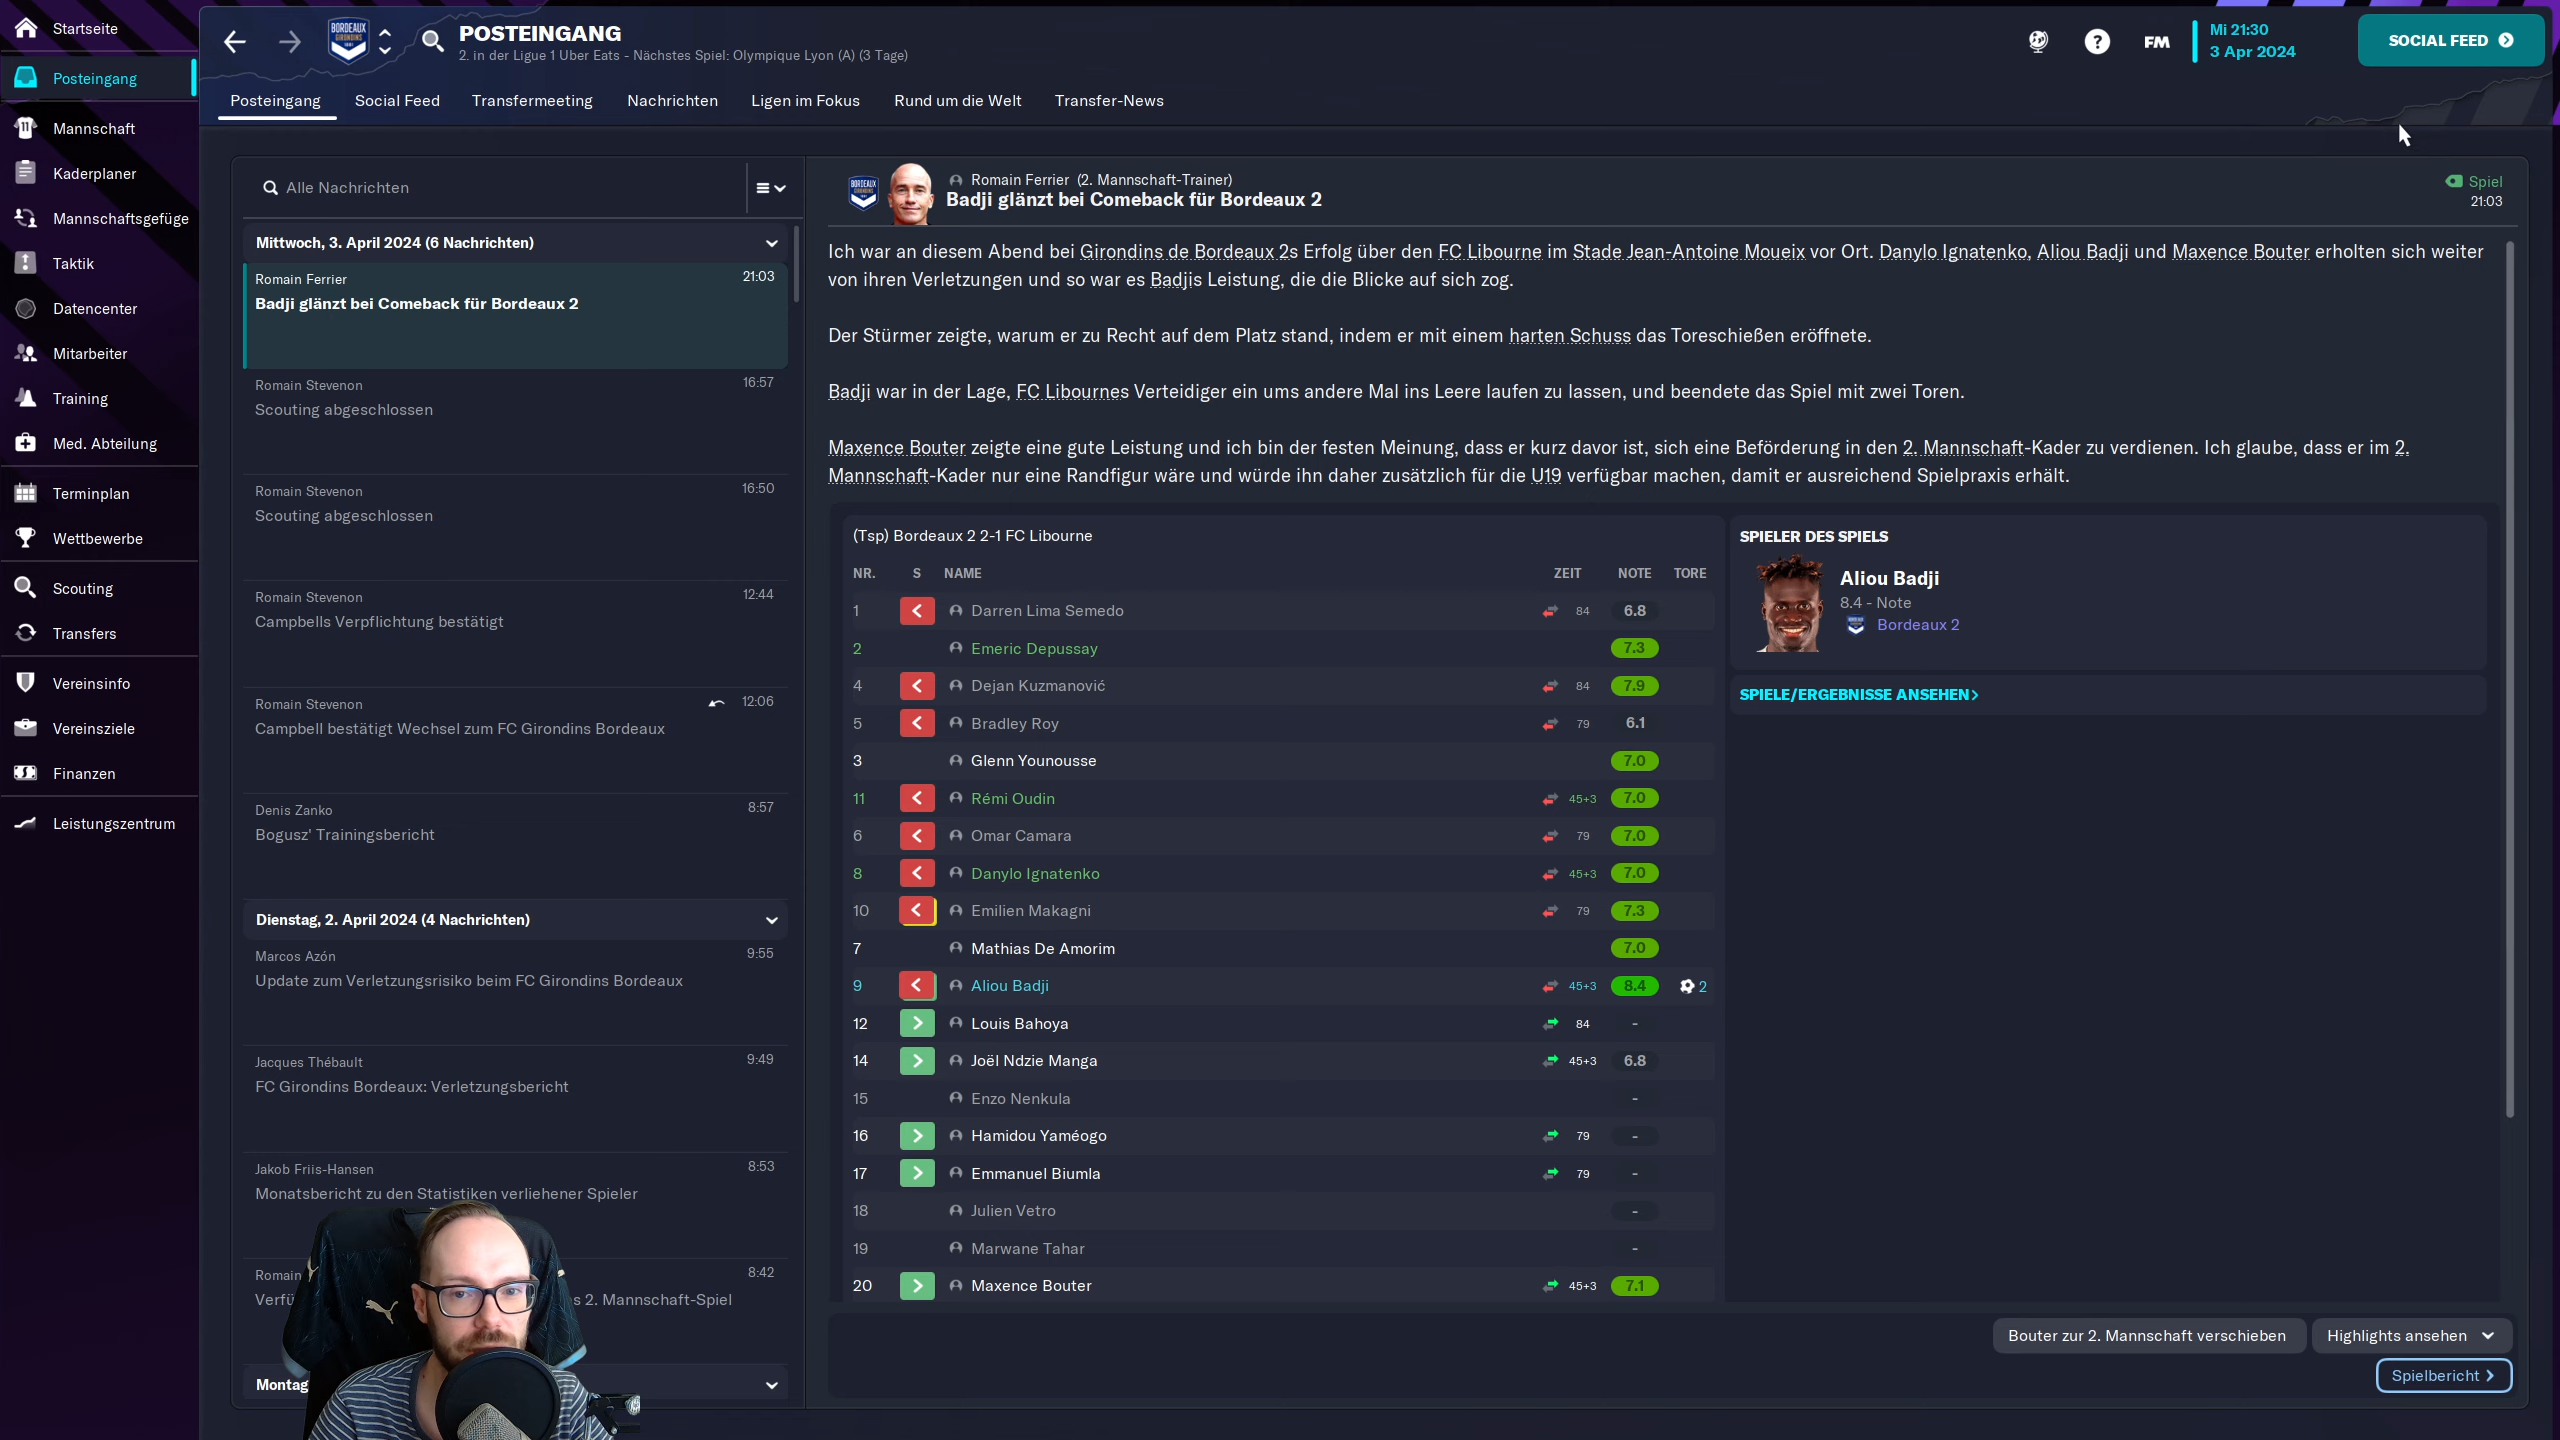 Startseite
Posteingang
Mannschaft
Kaderplaner
Mannschaftsgefüge
Taktik
Datencenter
Mitarbeiter
Training
Med. Abteilung
Terminplan
Wettbewerbe
Scouting
Transfers
Vereinsinfo
Vereinsziele
Finanzen
Leistungszentrum
BORDEAUX
GIRONDINS
POSTEINGANG
2. in der Ligue 1 Uber Eats - Nächstes Spiel: Olympique Lyon (A) (3 Tage)
FM
Mi 21:30
3 Apr 2024
SOCIAL FEED
Posteingang Social Feed Transfermeeting Nachrichten Ligen im Fokus Rund um die Welt Transfer-News
Alle Nachrichten
Mittwoch, 3. April 2024 (6 Nachrichten)
Romain Ferrier 21:03
Badji glänzt bei Comeback für Bordeaux 2
Romain Stevenon 16:57
Scouting abgeschlossen
Romain Stevenon 16:50
Scouting abgeschlossen
Romain Stevenon 12:44
Campbells Verpflichtung bestätigt
Romain Stevenon 12:06
Campbell bestätigt Wechsel zum FC Girondins Bordeaux
Denis Zanko 8:57
Bogusz' Trainingsbericht
Dienstag, 2. April 2024 (4 Nachrichten)
Marcos Azón 9:55
Update zum Verletzungsrisiko beim FC Girondins Bordeaux
Jacques Thébault 9:49
FC Girondins Bordeaux: Verletzungsbericht
Jakob Friis-Hansen 8:53
Monatsbericht zu den Statistiken verliehener Spieler
Romain 8:42
2. Mannschaft-Spiel
Montag
BORDEAUX
Romain Ferrier (2. Mannschaft-Trainer)
Badji glänzt bei Comeback für Bordeaux 2
Spiel
21:03
Ich war an diesem Abend bei Girondins de Bordeaux 2s Erfolg über den FC Libourne im Stade Jean-Antoine Moueix vor Ort. Danylo Ignatenko, Aliou Badji und Maxence Bouter erholten sich weiter
von ihren Verletzungen und so war es Badjis Leistung, die die Blicke auf sich zog.
Der Stürmer zeigte, warum er zu Recht auf dem Platz stand, indem er mit einem harten Schuss das Toreschießen eröffnete.
Badji war in der Lage, FC Libournes Verteidiger ein ums andere Mal ins Leere laufen zu lassen, und beendete das Spiel mit zwei Toren.
Maxence Bouter zeigte eine gute Leistung und ich bin der festen Meinung, dass er kurz davor ist, sich eine Beförderung in den 2. Mannschaft-Kader zu verdienen. Ich glaube, dass er im 2.
Mannschaft-Kader nur eine Randfigur wäre und würde ihn daher zusätzlich für die U19 verfügbar machen, damit er ausreichend Spielpraxis erhält.
(Tsp) Bordeaux 2 2-1 FC Libourne
NR. S NAME ZEIT NOTE TORE
1 Darren Lima Semedo 84 6.8
2 Emeric Depussay 7.3
4 Dejan Kuzmanović 84 7.9
5 Bradley Roy 79 6.1
3 Glenn Younousse 7.0
11 Rémi Oudin 45+3 7.0
6 Omar Camara 79 7.0
8 Danylo Ignatenko 45+3 7.0
10 Emilien Makagni 79 7.3
7 Mathias De Amorim 7.0
9 Aliou Badji 45+3 8.4 2
12 Louis Bahoya 84 -
14 Joël Ndzie Manga 45+3 6.8
15 Enzo Nenkula -
16 Hamidou Yaméogo 79 -
17 Emmanuel Biumla 79 -
18 Julien Vetro -
19 Marwane Tahar -
20 Maxence Bouter 45+3 7.1
SPIELER DES SPIELS
Aliou Badji
8.4 - Note
Bordeaux 2
SPIELE/ERGEBNISSE ANSEHEN
Bouter zur 2. Mannschaft verschieben
Highlights ansehen
Spielbericht